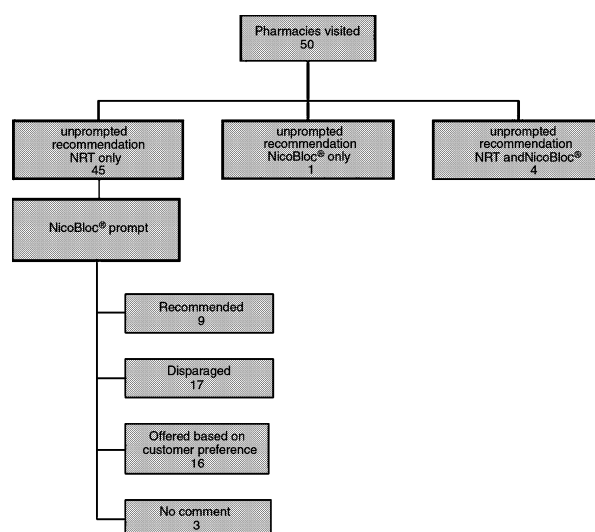 Pharmacies visited
50
unprompted
recommendation
NRT only
45
unprompted
recommendation
NicoBloc® only
1
unprompted
recommendation
NRT andNicoBloc®
4
NicoBloc® prompt
Recommended
9
Disparaged
17
Offered based on
customer preference
16
No comment
3